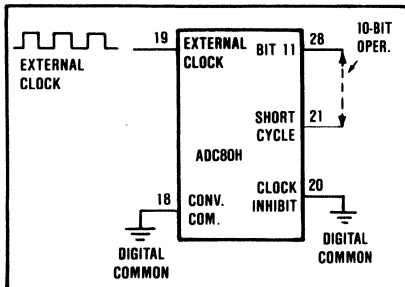 19
EXTERNAL
CLOCK
EXTERNAL
CLOCK
BIT 11
28
10-BIT
OPER.
SHORT
CYCLE
21
ADC80H
18
CONV.
COM.
CLOCK
INHIBIT
20
DIGITAL
COMMON
DIGITAL
COMMON